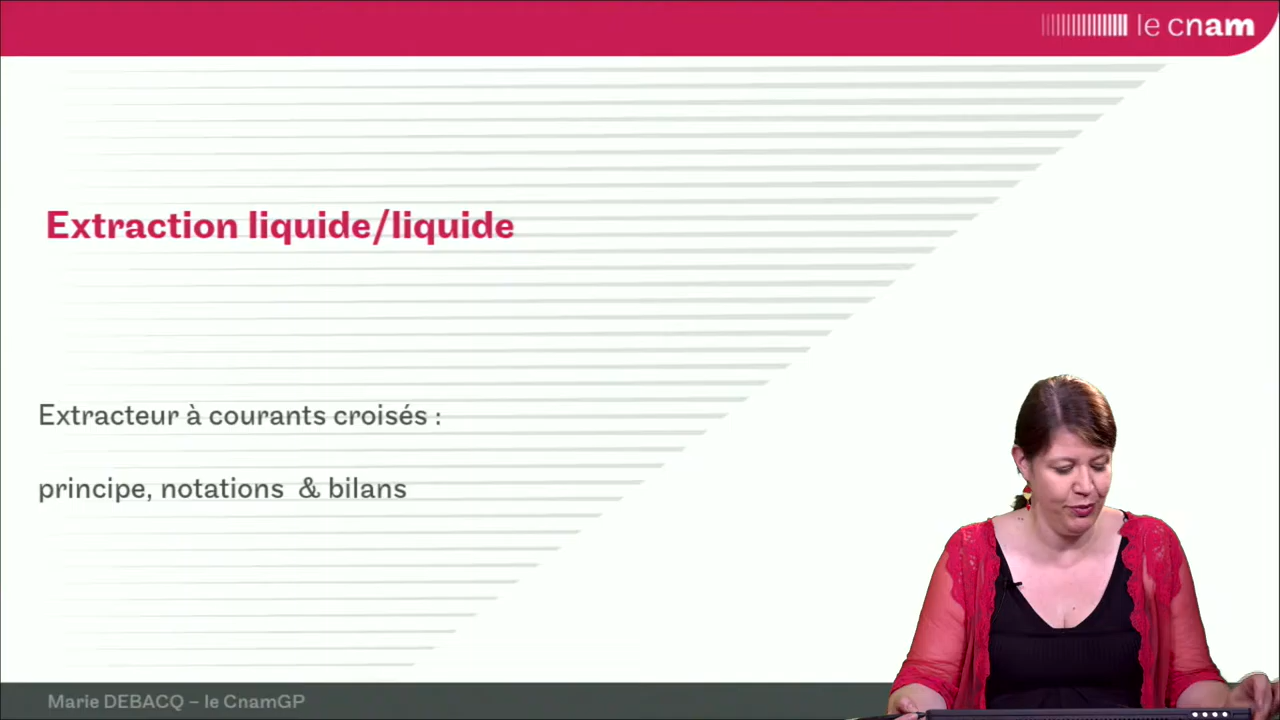 le cnam
Extraction liquide/liquide
Extracteur à courants croisés :
principe, notations & bilans
Marie DEBACQ – le CnamGP